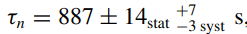 τₙ = 887 ± 14stat +7 −3 syst s,